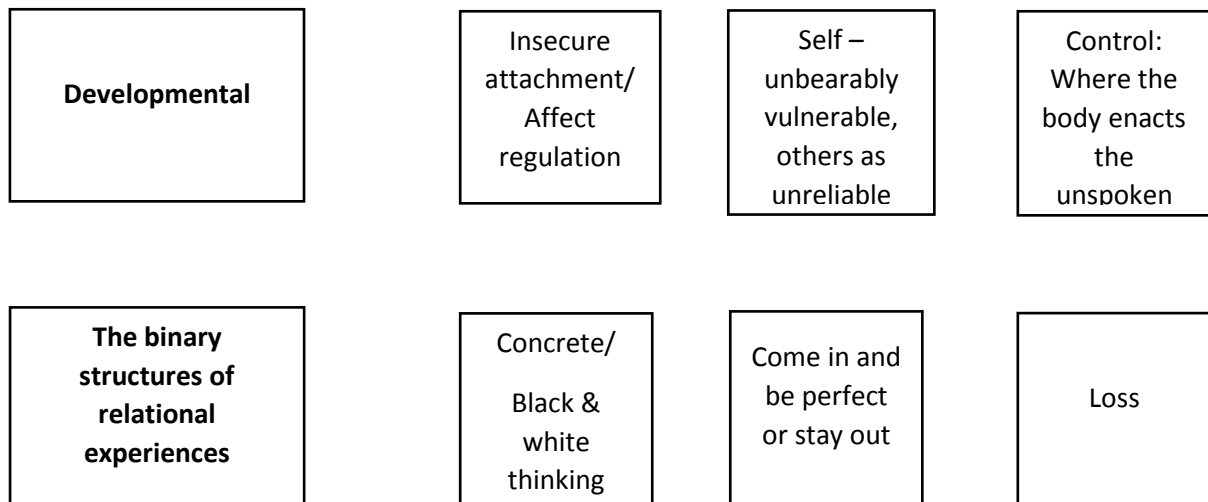 Developmental
Insecure
attachment/
Affect
regulation
Self –
unbearably
vulnerable,
others as
unreliable
Control:
Where the
body enacts
the
unspoken
The binary
structures of
relational
experiences
Concrete/
Black &
white
thinking
Come in and
be perfect
or stay out
Loss